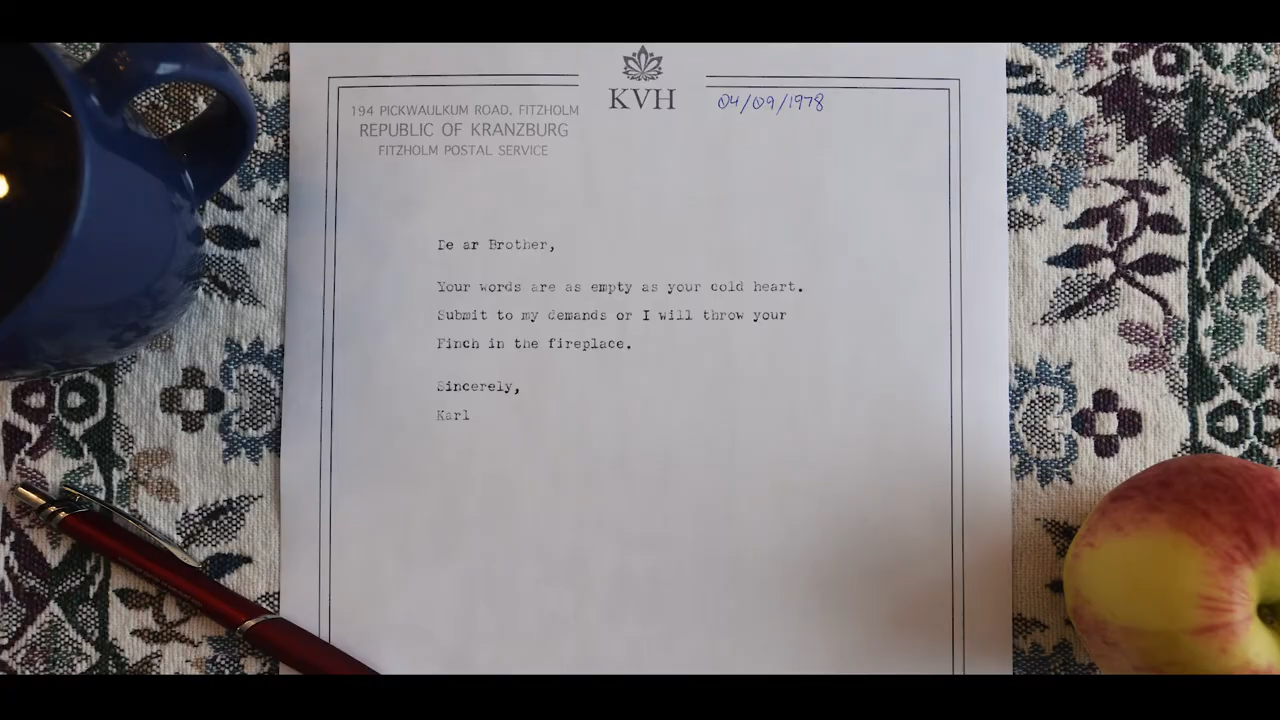 194 PICKWAULKUM ROAD, FITZHOLM
REPUBLIC OF KRANZBURG
FITZHOLM POSTAL SERVICE
KVH
04/09/1978
De ar Brother,
Your words are as empty as your cold heart.
Submit to my demands or I will throw your
Finch in the fireplace.
Sincerely,
Karl